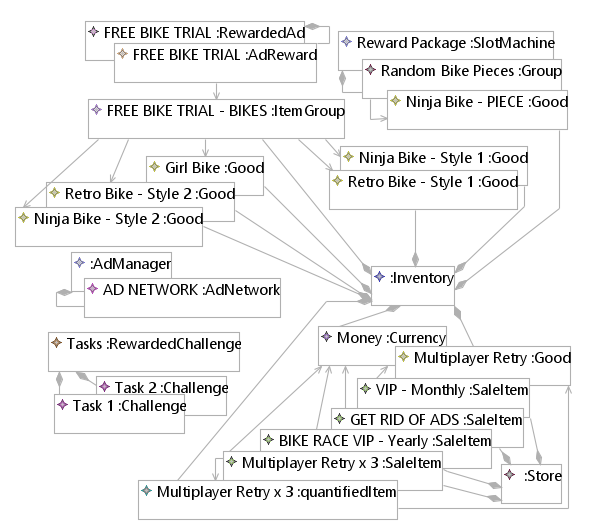 FREE BIKE TRIAL :RewardedAd
FREE BIKE TRIAL :AdReward
Reward Package :SlotMachine
Random Bike Pieces :Group
Ninja Bike - PIECE :Good
FREE BIKE TRIAL - BIKES :ItemGroup
Girl Bike :Good
Ninja Bike - Style 1 :Good
Retro Bike - Style 1 :Good
Retro Bike - Style 2 :Good
Ninja Bike - Style 2 :Good
:AdManager
AD NETWORK :AdNetwork
:Inventory
Tasks :RewardedChallenge
Task 2 :Challenge
Task 1 :Challenge
Money :Currency
Multiplayer Retry :Good
VIP - Monthly :SaleItem
GET RID OF ADS :SaleItem
BIKE RACE VIP - Yearly :SaleItem
Multiplayer Retry x 3 :SaleItem
:Store
Multiplayer Retry x 3 :quantifiedItem